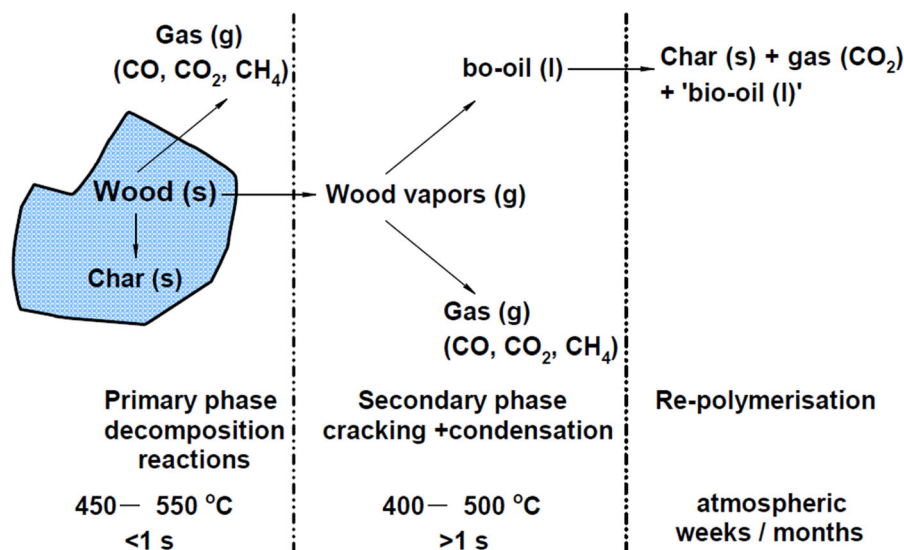 Gas (g)
(CO, CO₂, CH₄)
Wood (s)
Char (s)
Primary phase
decomposition
reactions
450— 550 °C
<1 s
bo-oil (l)
Wood vapors (g)
Gas (g)
(CO, CO₂, CH₄)
Secondary phase
cracking +condensation
400— 500 °C
>1 s
Char (s) + gas (CO₂)
+ 'bio-oil (l)'
Re-polymerisation
atmospheric
weeks / months